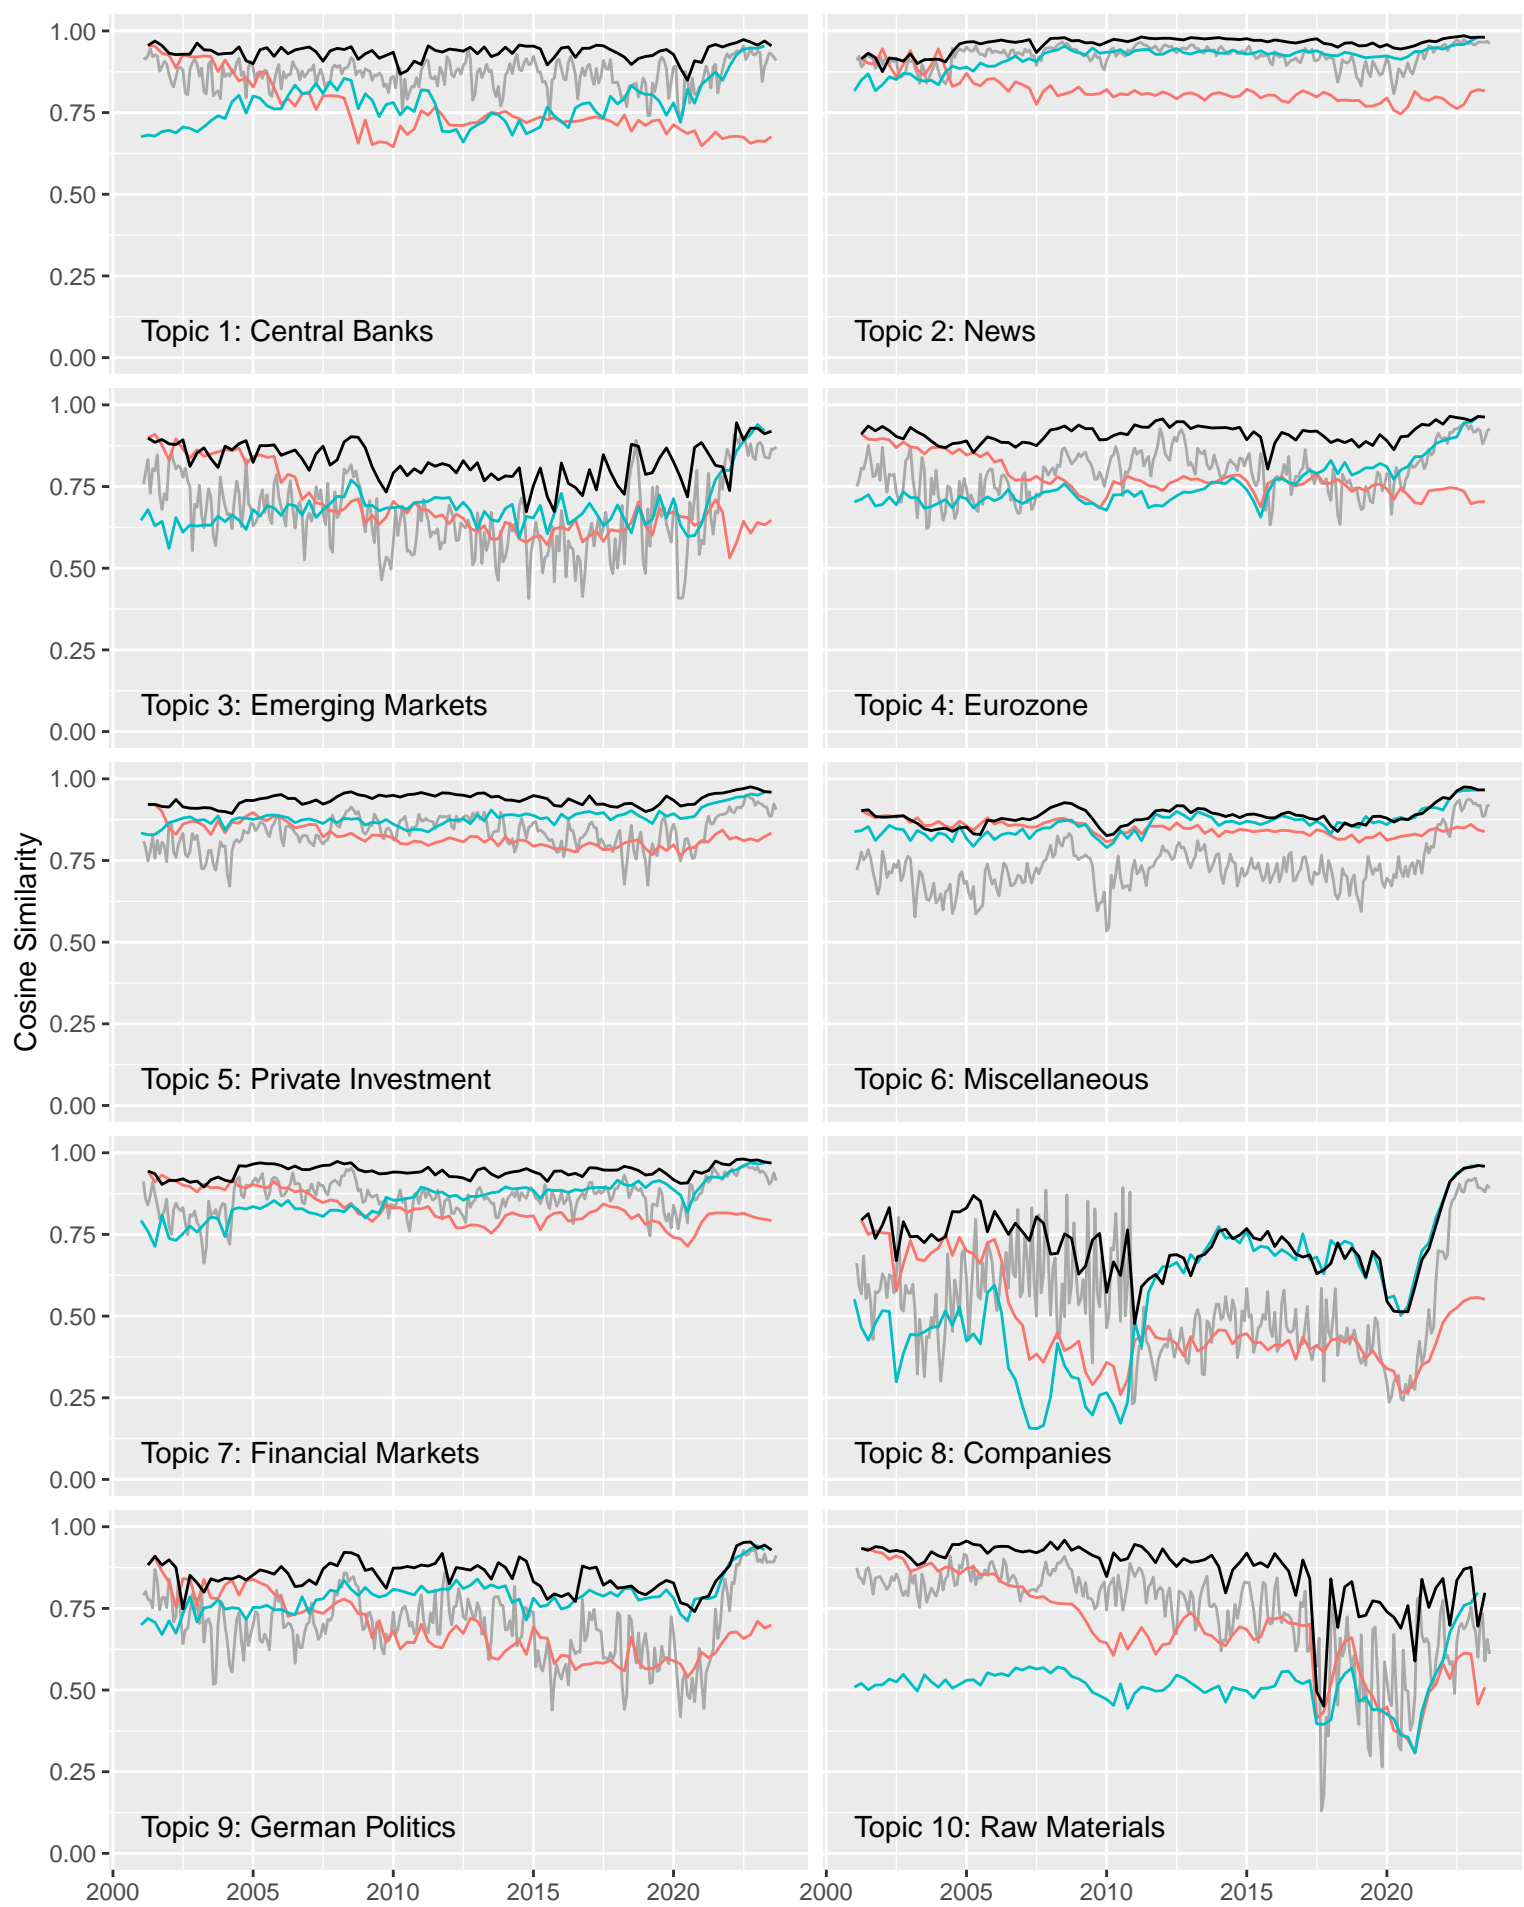 Cosine Similarity
1.00
0.75
0.50
0.25
0.00
Topic 1: Central Banks
Topic 2: News
1.00
0.75
0.50
0.25
0.00
Topic 3: Emerging Markets
Topic 4: Eurozone
1.00
0.75
0.50
0.25
0.00
Topic 5: Private Investment
Topic 6: Miscellaneous
1.00
0.75
0.50
0.25
0.00
Topic 7: Financial Markets
Topic 8: Companies
1.00
0.75
0.50
0.25
0.00
Topic 9: German Politics
Topic 10: Raw Materials
2000 2005 2010 2015 2020 2000 2005 2010 2015 2020